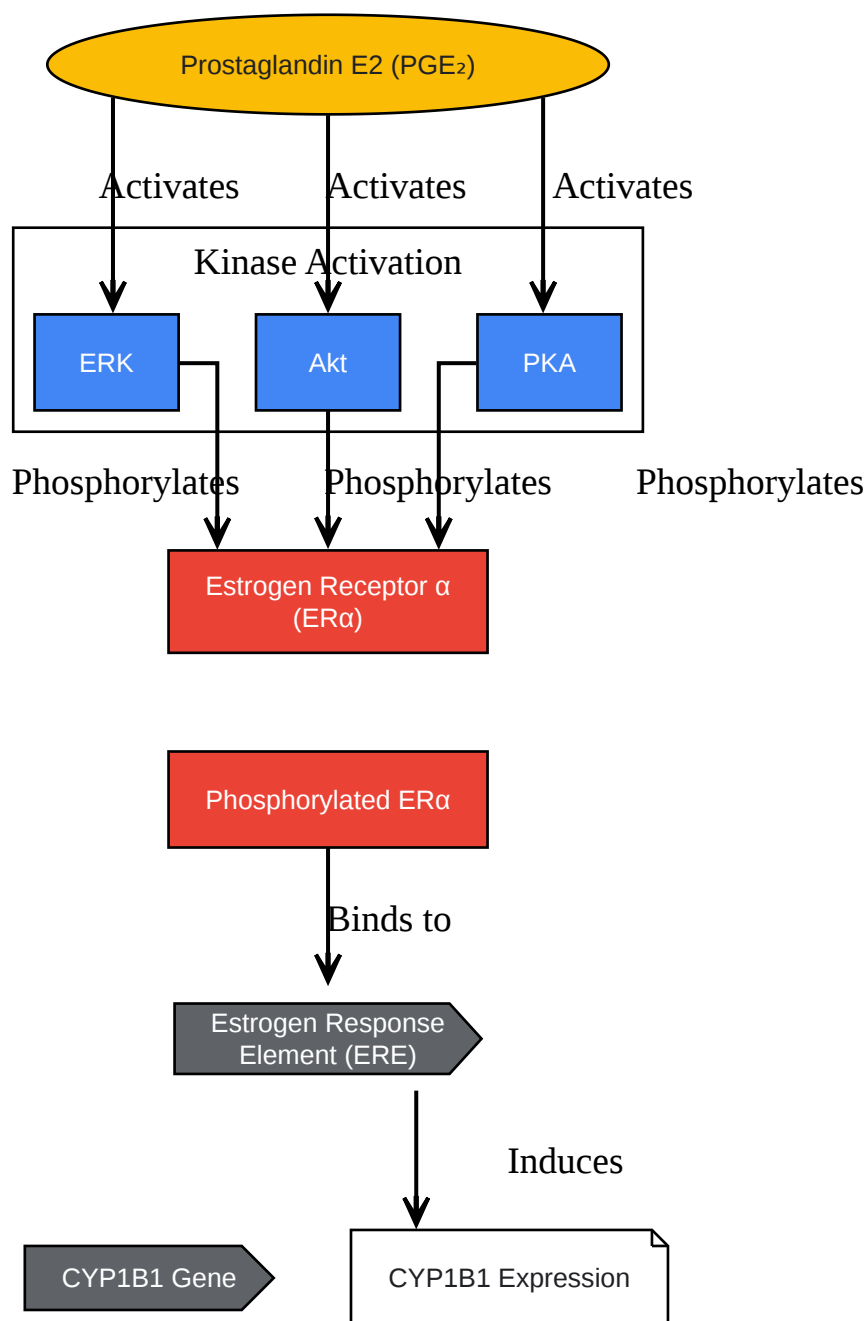 Prostaglandin E2 (PGE₂)
Activates Activates Activates
Kinase Activation
ERK Akt PKA
Phosphorylates Phosphorylates Phosphorylates
Estrogen Receptor α
(ERα)
Phosphorylated ERα
Binds to
Estrogen Response
Element (ERE)
Induces
CYP1B1 Gene CYP1B1 Expression